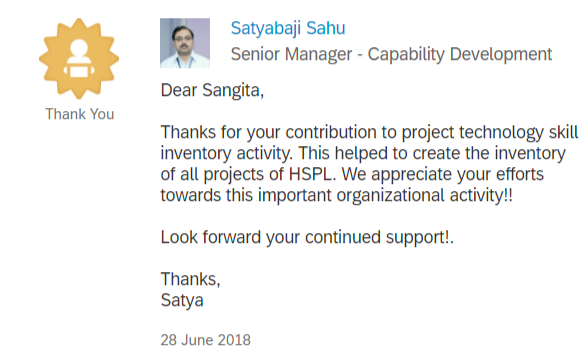 Satyabaji Sahu
Senior Manager - Capability Development
Thank You
Dear Sangita,
Thanks for your contribution to project technology skill
inventory activity. This helped to create the inventory
of all projects of HSPL. We appreciate your efforts
towards this important organizational activity!!
Look forward your continued support!.
Thanks,
Satya
28 June 2018